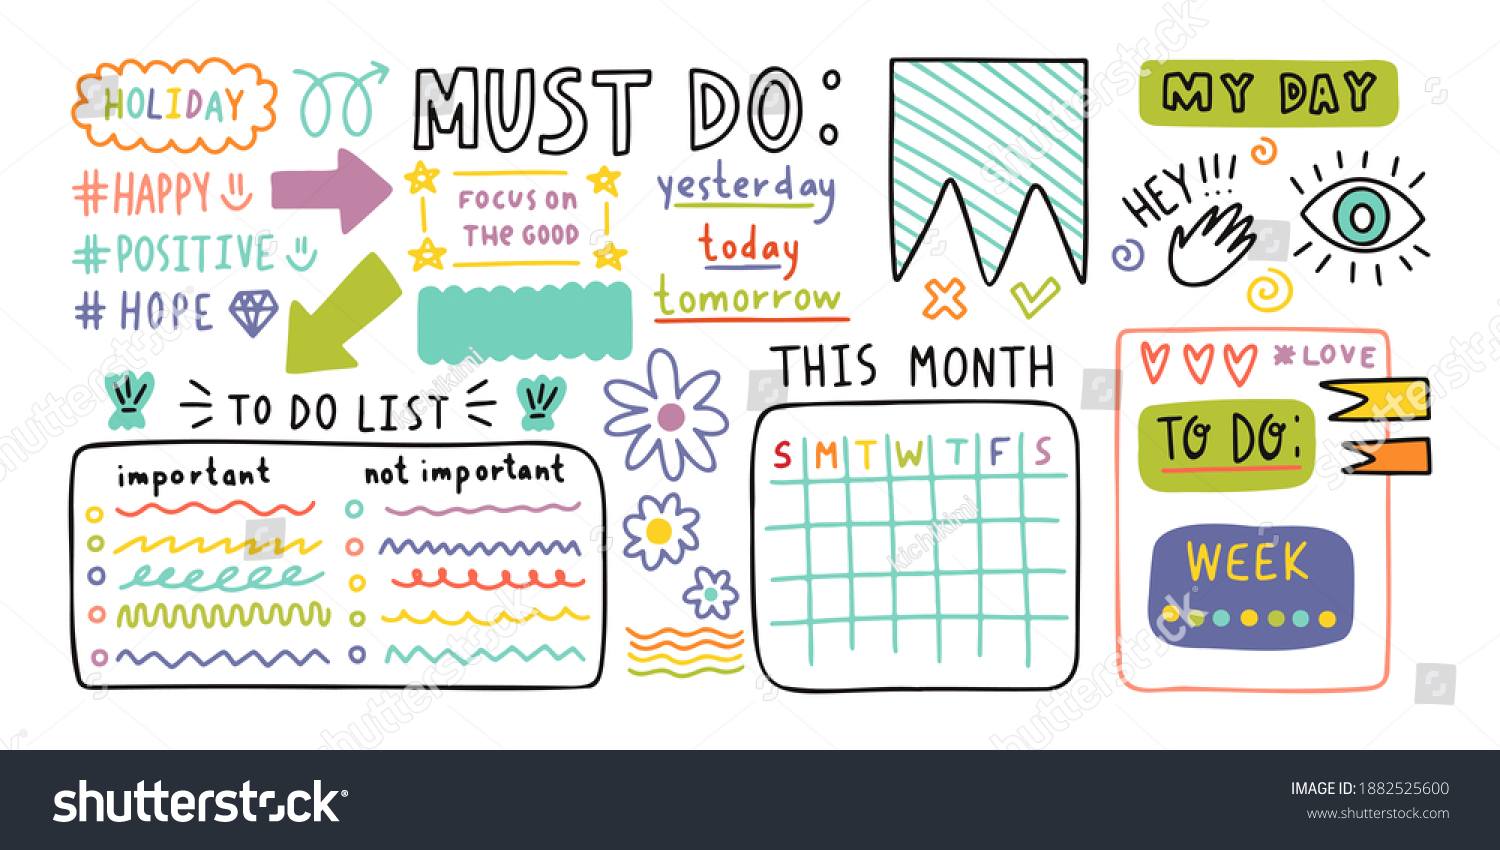 HOLIDAY
#HAPPY
#POSITIVE
# HOPE
MUST DO:
FOCUS ON
THE GOOD
yesterday
today
tomorrow
MY DAY
HEY!!!
TO DO LIST
important
not important
THIS MONTH
S M T W T F S
*LOVE
TO DO:
WEEK
shutterstock
kichikimi
shutterstock®
IMAGE ID: 1882525600
www.shutterstock.com